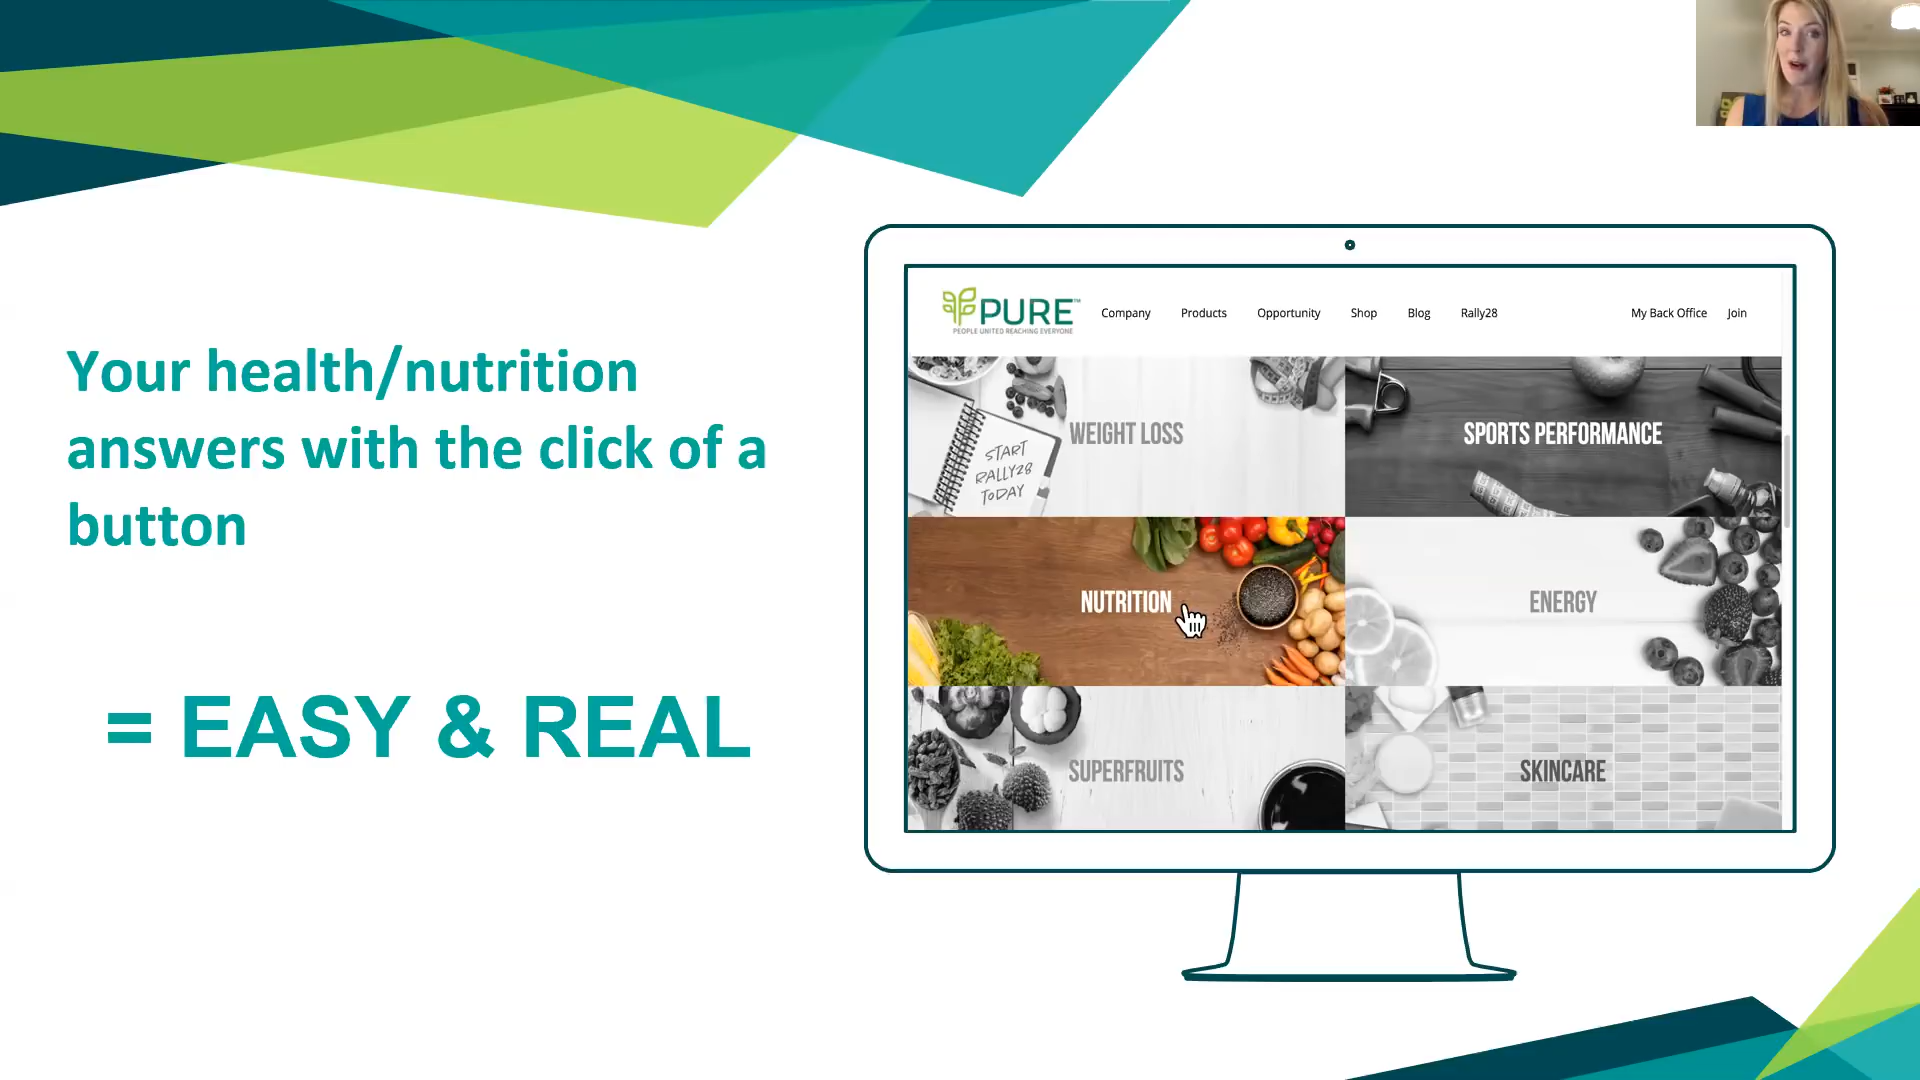 Your health/nutrition
answers with the click of a
button
= EASY & REAL
PURE™
PEOPLE UNITED REACHING EVERYONE
Company Products Opportunity Shop Blog Rally28 My Back Office Join
WEIGHT LOSS
START
RALLY28
TODAY
SPORTS PERFORMANCE
NUTRITION
ENERGY
SUPERFRUITS
SKINCARE